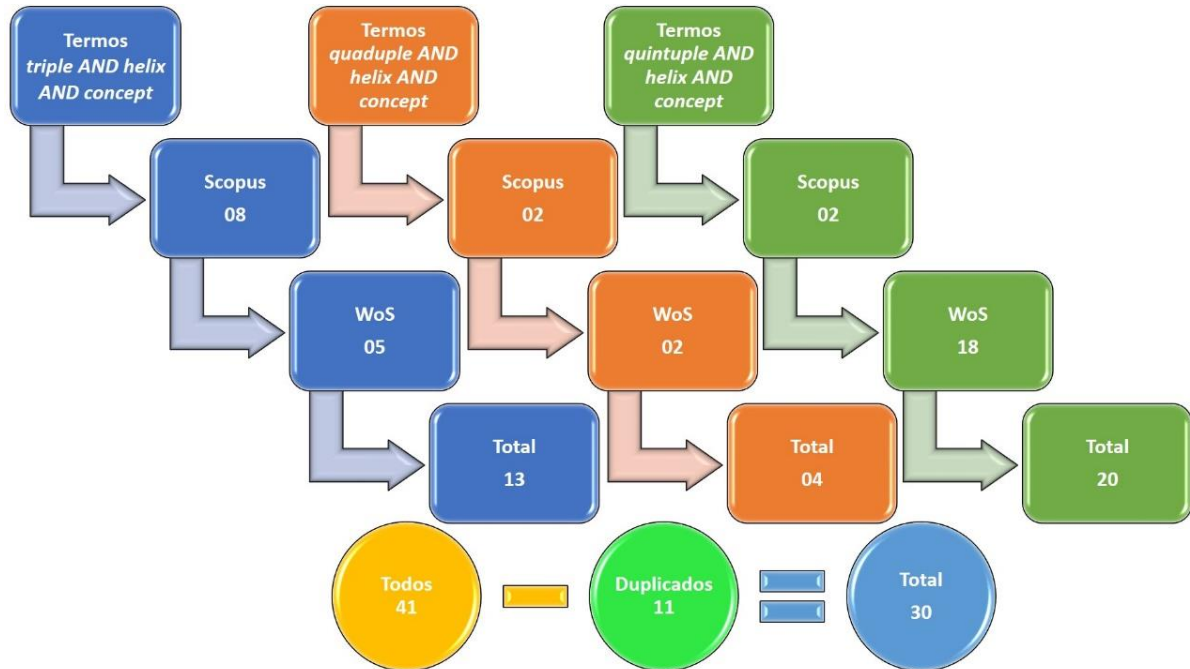 Termos
triple AND helix
AND concept
Termos
quaduple AND
helix AND
concept
Termos
quintuple AND
helix AND
concept
Scopus
08
Scopus
02
Scopus
02
WoS
05
WoS
02
WoS
18
Total
13
Total
04
Total
20
Todos
41
Duplicados
11
Total
30